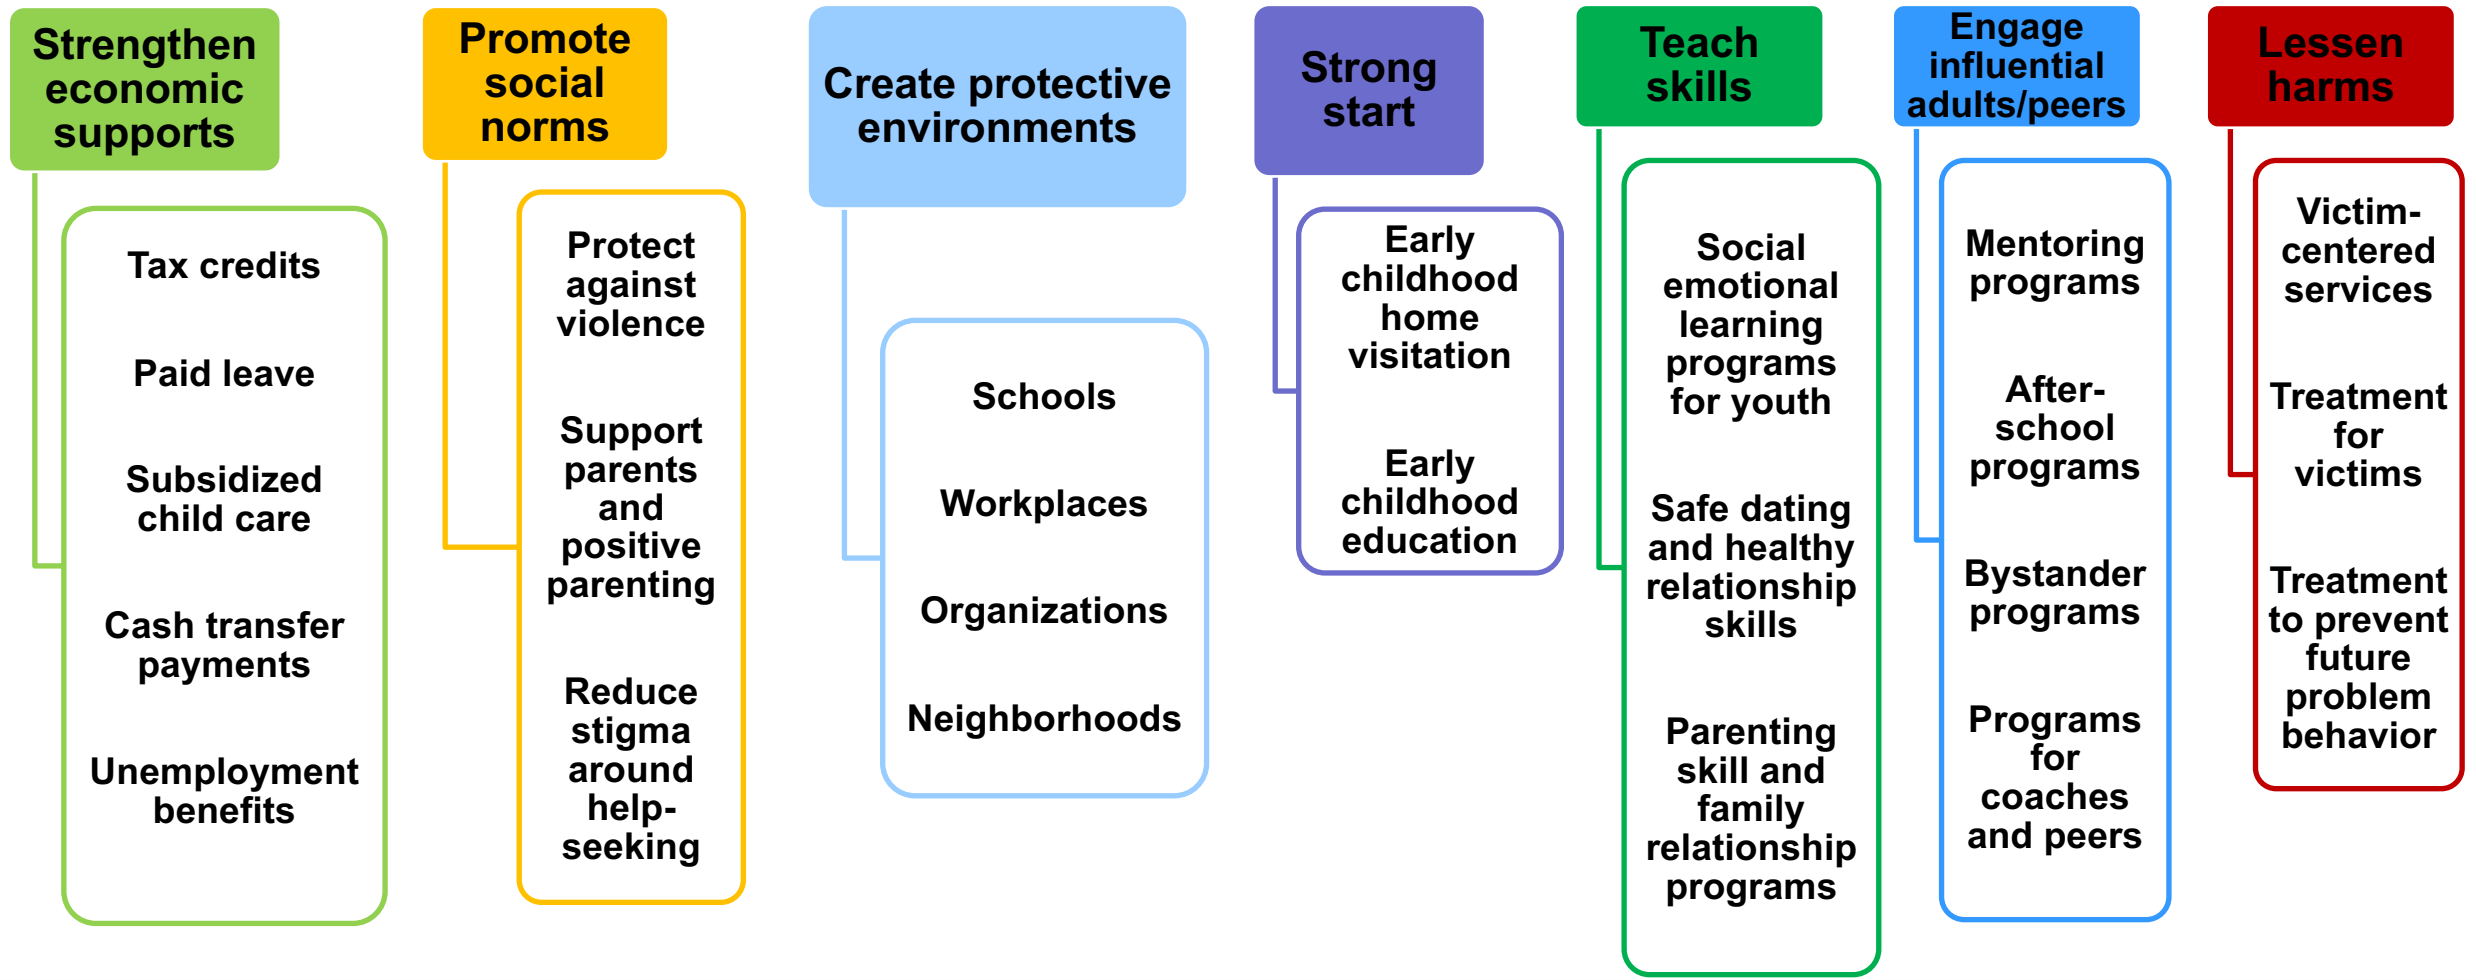 Strengthen
economic
supports
Tax credits
Paid leave
Subsidized
child care
Cash transfer
payments
Unemployment
benefits
Promote
social
norms
Protect
against
violence
Support
parents
and
positive
parenting
Reduce
stigma
around
help-
seeking
Create protective
environments
Schools
Workplaces
Organizations
Neighborhoods
Strong
start
Early
childhood
home
visitation
Early
childhood
education
Teach
skills
Social
emotional
learning
programs
for youth
Safe dating
and healthy
relationship
skills
Parenting
skill and
family
relationship
programs
Engage
influential
adults/peers
Mentoring
programs
After-
school
programs
Bystander
programs
Programs
for
coaches
and peers
Lessen
harms
Victim-
centered
services
Treatment
for
victims
Treatment
to prevent
future
problem
behavior